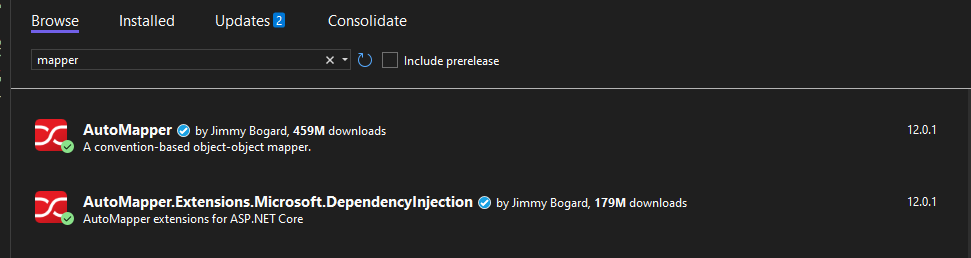 Browse Installed Updates 2 Consolidate
mapper Include prerelease
AutoMapper by Jimmy Bogard, 459M downloads 12.0.1
A convention-based object-object mapper.
AutoMapper.Extensions.Microsoft.DependencyInjection by Jimmy Bogard, 179M downloads 12.0.1
AutoMapper extensions for ASP.NET Core